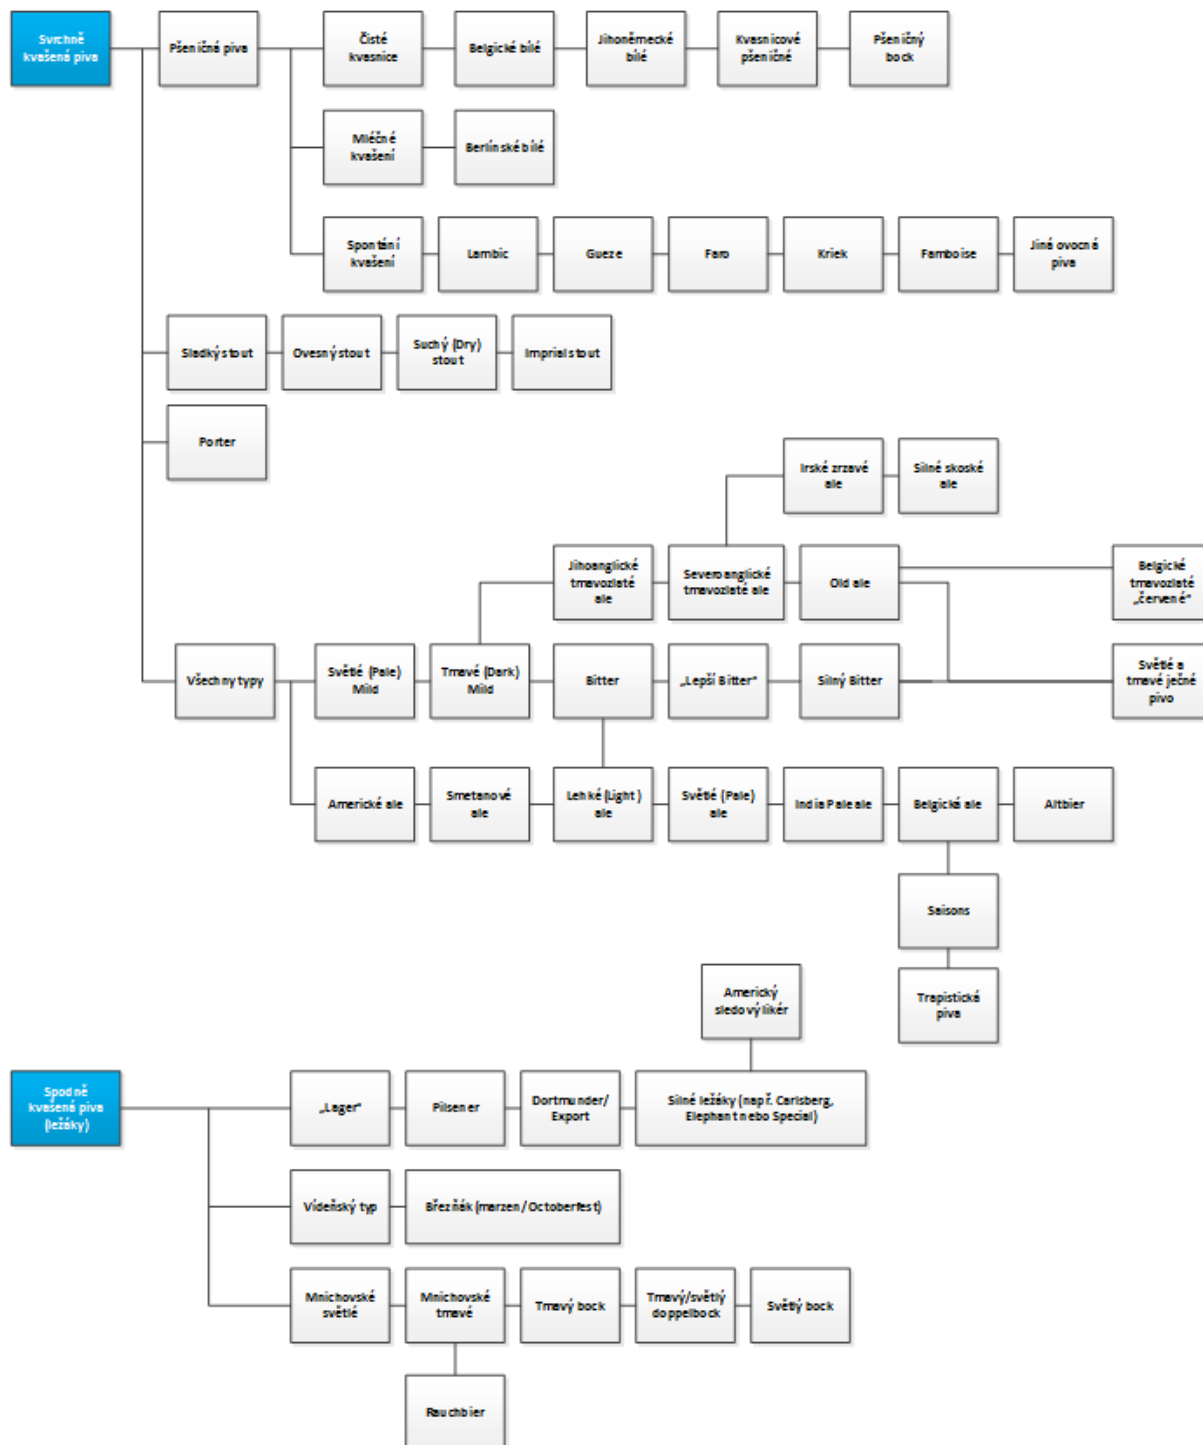 Svrchně
kvašená piva
Pšeničná piva
Čisté
kvasnice
Belgické bílé
Jihoněmecké
bílé
Kvasnicové
pšeničné
Pšeničný
bock
Mléčné
kvašení
Berlínské bílé
Spontání
kvašení
Lambic
Gueze
Faro
Kriek
Famboise
Jiná ovocná
piva
Sladký stout
Ovesný stout
Suchý (Dry)
stout
Imprial stout
Porter
Irské zrzavé
ale
Silné skoské
ale
Jihoanglické
tmavozlaté
ale
Severoanglické
tmavozlaté ale
Old ale
Belgické
tmavozlaté
„červené“
Všechny typy
Světlé (Pale)
Mild
Tmavé (Dark)
Mild
Bitter
„Lepší Bitter“
Silný Bitter
Světlé a
tmavé ječné
pivo
Americké ale
Smetanové
ale
Lehké (Light)
ale
Světlé (Pale)
ale
India Pale ale
Belgická ale
Altbier
Saisons
Trapistická
piva
Americký
sledový likér
Spodně
kvašená piva
(ležáky)
„Lager“
Pilsener
Dortmunder/
Export
Silné ležáky (např. Carlsberg,
Elephant nebo Special)
Vídeňský typ
Březňák (marzen/Octoberfest)
Mnichovské
světlé
Mnichovské
tmavé
Tmavý bock
Tmavý/světlý
doppelbock
Světlý bock
Rauchbier